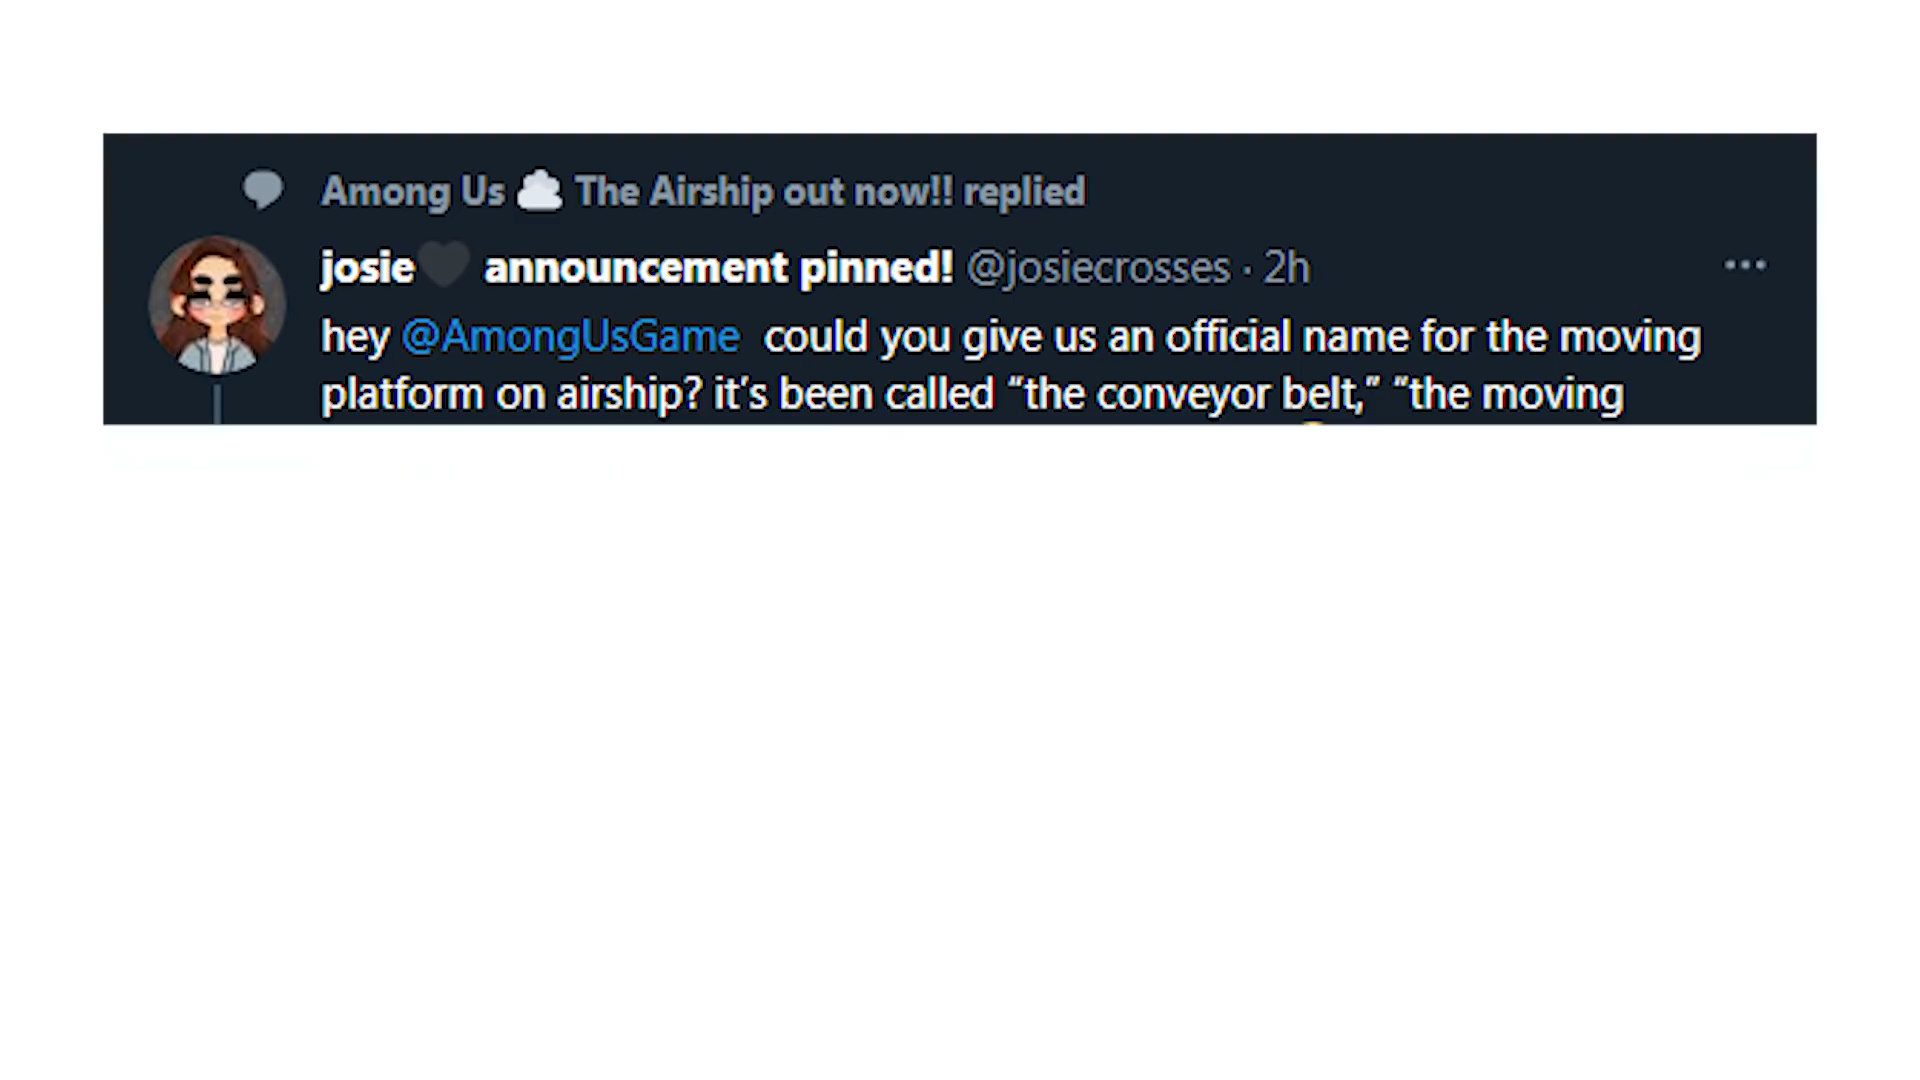 Among Us ☁️ The Airship out now!! replied
josie🖤 announcement pinned! @josiecrosses · 2h
hey @AmongUsGame could you give us an official name for the moving
platform on airship? it’s been called “the conveyor belt,” “the moving